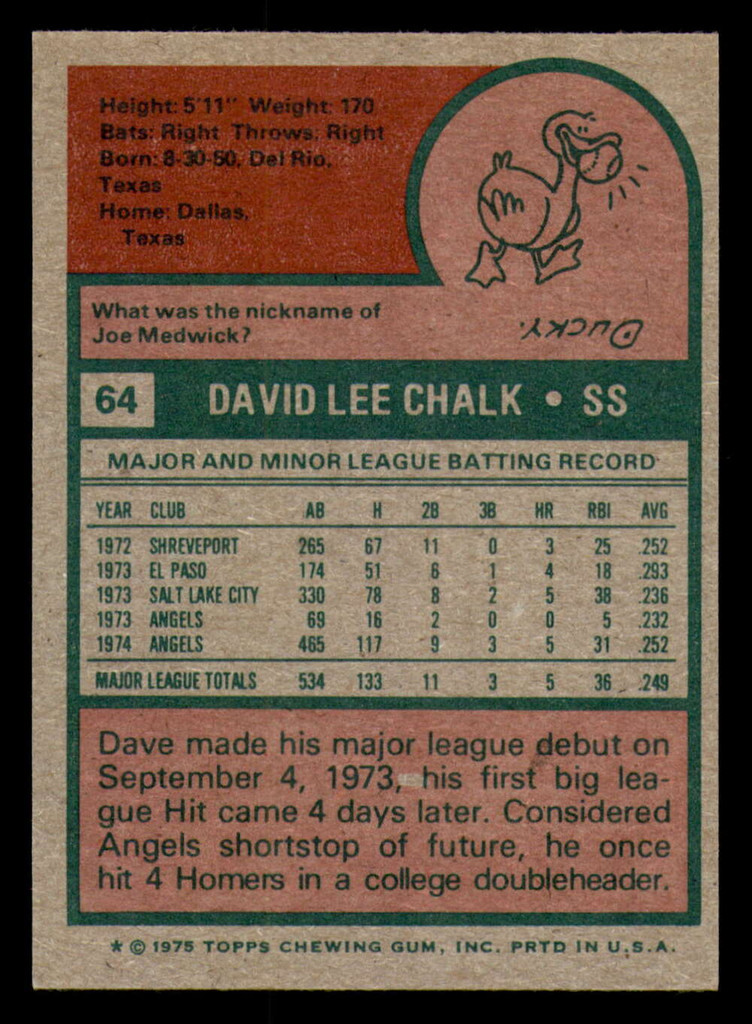 Height: 5'11" Weight: 170
Bats: Right Throws: Right
Born: 8-30-50, Del Rio,
Texas
Home: Dallas,
Texas
What was the nickname of
Joe Medwick?
DUCKY.
64 DAVID LEE CHALK • SS
MAJOR AND MINOR LEAGUE BATTING RECORD
YEAR CLUB AB H 2B 3B HR RBI AVG
1972 SHREVEPORT 265 67 11 0 3 25 .252
1973 EL PASO 174 51 6 1 4 18 .293
1973 SALT LAKE CITY 330 78 8 2 5 38 .236
1973 ANGELS 69 16 2 0 0 5 .232
1974 ANGELS 465 117 9 3 5 31 .252
MAJOR LEAGUE TOTALS 534 133 11 3 5 36 .249
Dave made his major league debut on
September 4, 1973, his first big lea-
gue Hit came 4 days later. Considered
Angels shortstop of future, he once
hit 4 Homers in a college doubleheader.
* © 1975 TOPPS CHEWING GUM, INC. PRTD IN U.S.A.